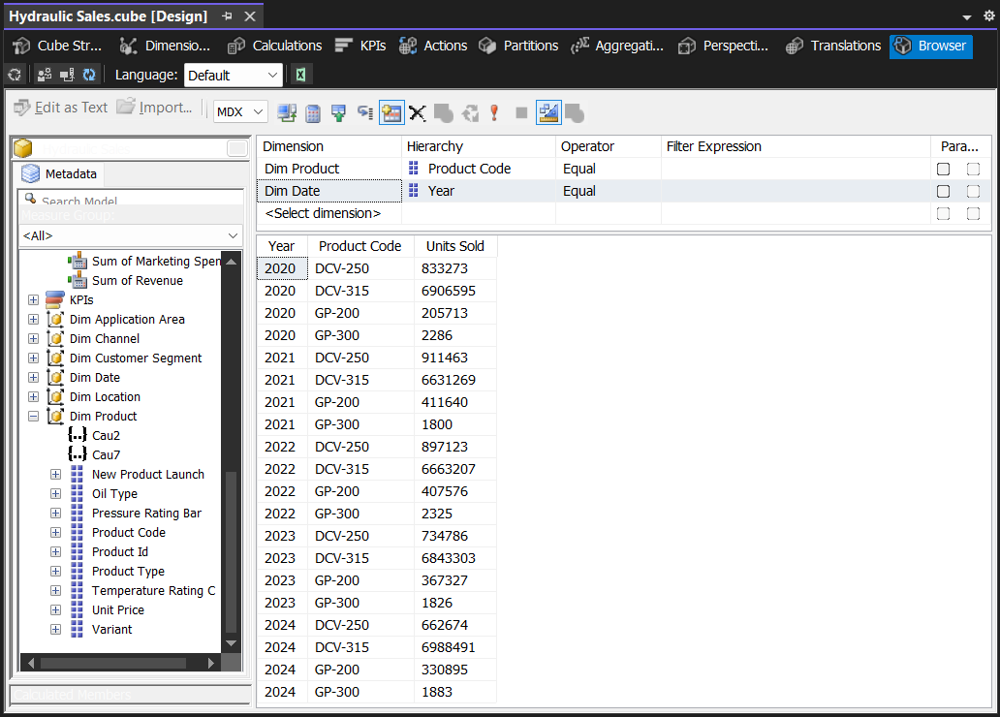 Hydraulic Sales.cube [Design]
Cube Str... Dimensio... Calculations KPIs Actions Partitions Aggregati... Perspecti... Translations Browser
Language: Default
Edit as Text Import... MDX
Metadata
Search Model
Measure Group:
<All>
Sum of Marketing Spen
Sum of Revenue
KPIs
Dim Application Area
Dim Channel
Dim Customer Segment
Dim Date
Dim Location
Dim Product
Cau2
Cau7
New Product Launch
Oil Type
Pressure Rating Bar
Product Code
Product Id
Product Type
Temperature Rating C
Unit Price
Variant
Calculated Members
Dimension Hierarchy Operator Filter Expression Para...
Dim Product Product Code Equal
Dim Date Year Equal
<Select dimension>
Year Product Code Units Sold
2020 DCV-250 833273
2020 DCV-315 6906595
2020 GP-200 205713
2020 GP-300 2286
2021 DCV-250 911463
2021 DCV-315 6631269
2021 GP-200 411640
2021 GP-300 1800
2022 DCV-250 897123
2022 DCV-315 6663207
2022 GP-200 407576
2022 GP-300 2325
2023 DCV-250 734786
2023 DCV-315 6843303
2023 GP-200 367327
2023 GP-300 1826
2024 DCV-250 662674
2024 DCV-315 6988491
2024 GP-200 330895
2024 GP-300 1883